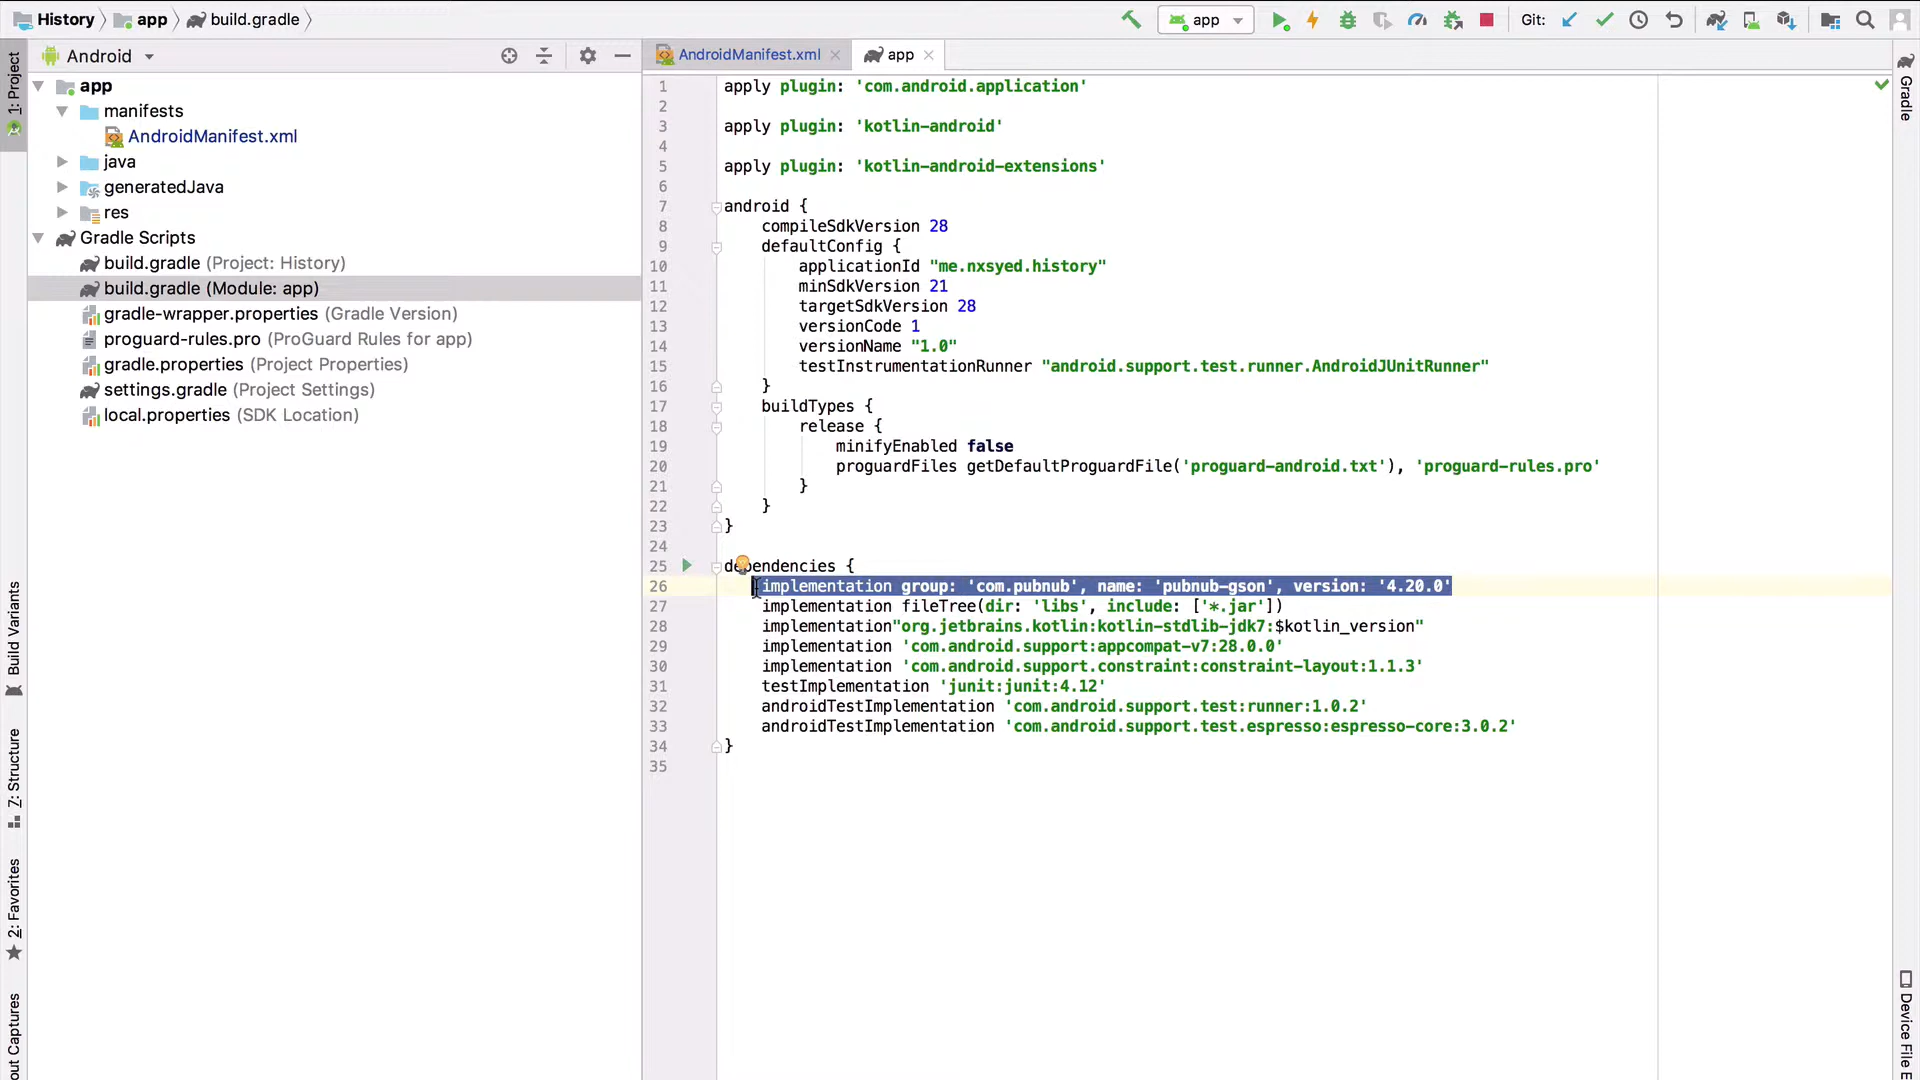 History app build.gradle
app Git:
1: Project
Android
AndroidManifest.xml app
app
manifests
AndroidManifest.xml
java
generatedJava
res
Gradle Scripts
build.gradle (Project: History)
build.gradle (Module: app)
gradle-wrapper.properties (Gradle Version)
proguard-rules.pro (ProGuard Rules for app)
gradle.properties (Project Properties)
settings.gradle (Project Settings)
local.properties (SDK Location)
Build Variants
7: Structure
2: Favorites
out Captures
1 apply plugin: 'com.android.application'
2
3 apply plugin: 'kotlin-android'
4
5 apply plugin: 'kotlin-android-extensions'
6
7 android {
8 compileSdkVersion 28
9 defaultConfig {
10 applicationId "me.nxsyed.history"
11 minSdkVersion 21
12 targetSdkVersion 28
13 versionCode 1
14 versionName "1.0"
15 testInstrumentationRunner "android.support.test.runner.AndroidJUnitRunner"
16 }
17 buildTypes {
18 release {
19 minifyEnabled false
20 proguardFiles getDefaultProguardFile('proguard-android.txt'), 'proguard-rules.pro'
21 }
22 }
23 }
24
25 dependencies {
26 implementation group: 'com.pubnub', name: 'pubnub-gson', version: '4.20.0'
27 implementation fileTree(dir: 'libs', include: ['*.jar'])
28 implementation"org.jetbrains.kotlin:kotlin-stdlib-jdk7:$kotlin_version"
29 implementation 'com.android.support:appcompat-v7:28.0.0'
30 implementation 'com.android.support.constraint:constraint-layout:1.1.3'
31 testImplementation 'junit:junit:4.12'
32 androidTestImplementation 'com.android.support.test:runner:1.0.2'
33 androidTestImplementation 'com.android.support.test.espresso:espresso-core:3.0.2'
34 }
35
Gradle
Device File E